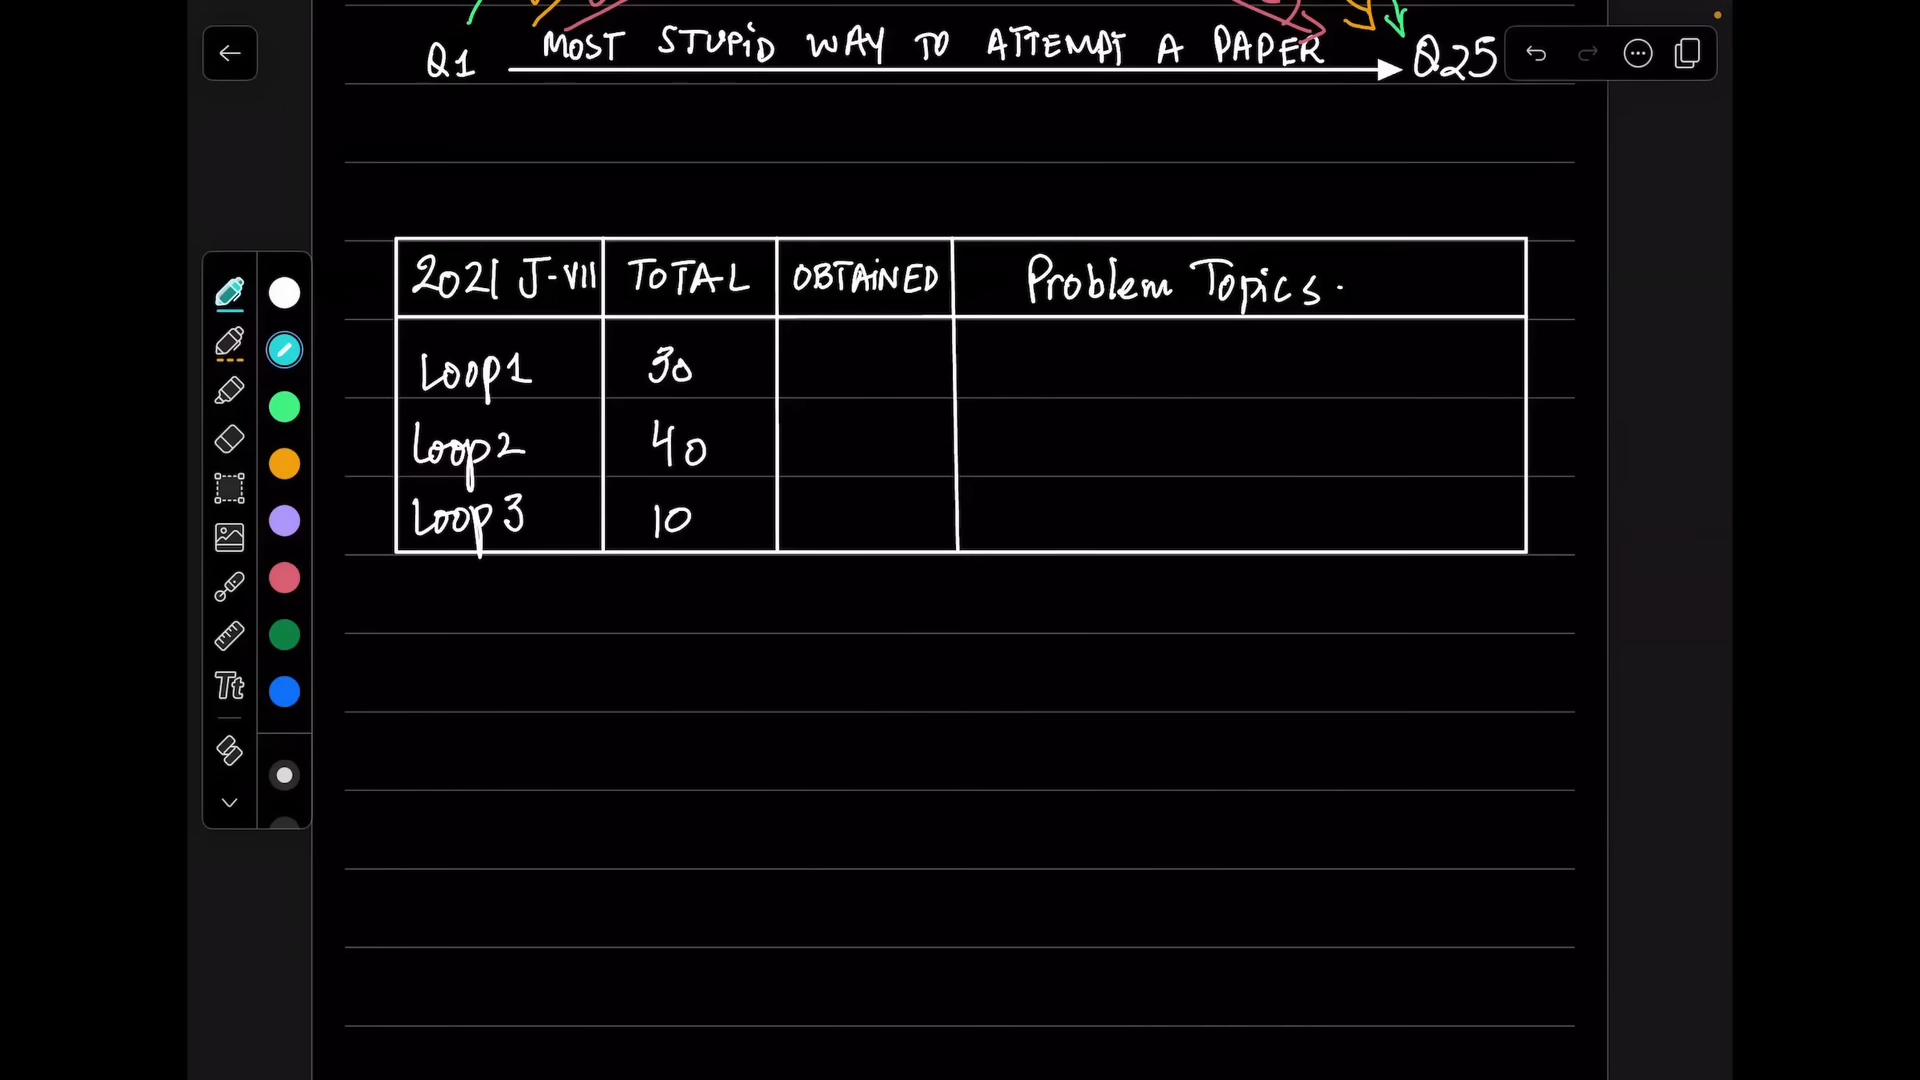 Q1 MOST STUPiD WAY TO ATTEMPT A PAPER Q25
2021 J-VII TOTAL OBTAiNED Problem Topics.
Loop1 30
Loop2 40
Loop3 10
Tt